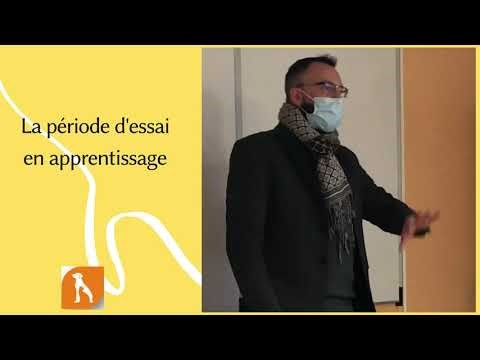 La période d'essai
en apprentissage